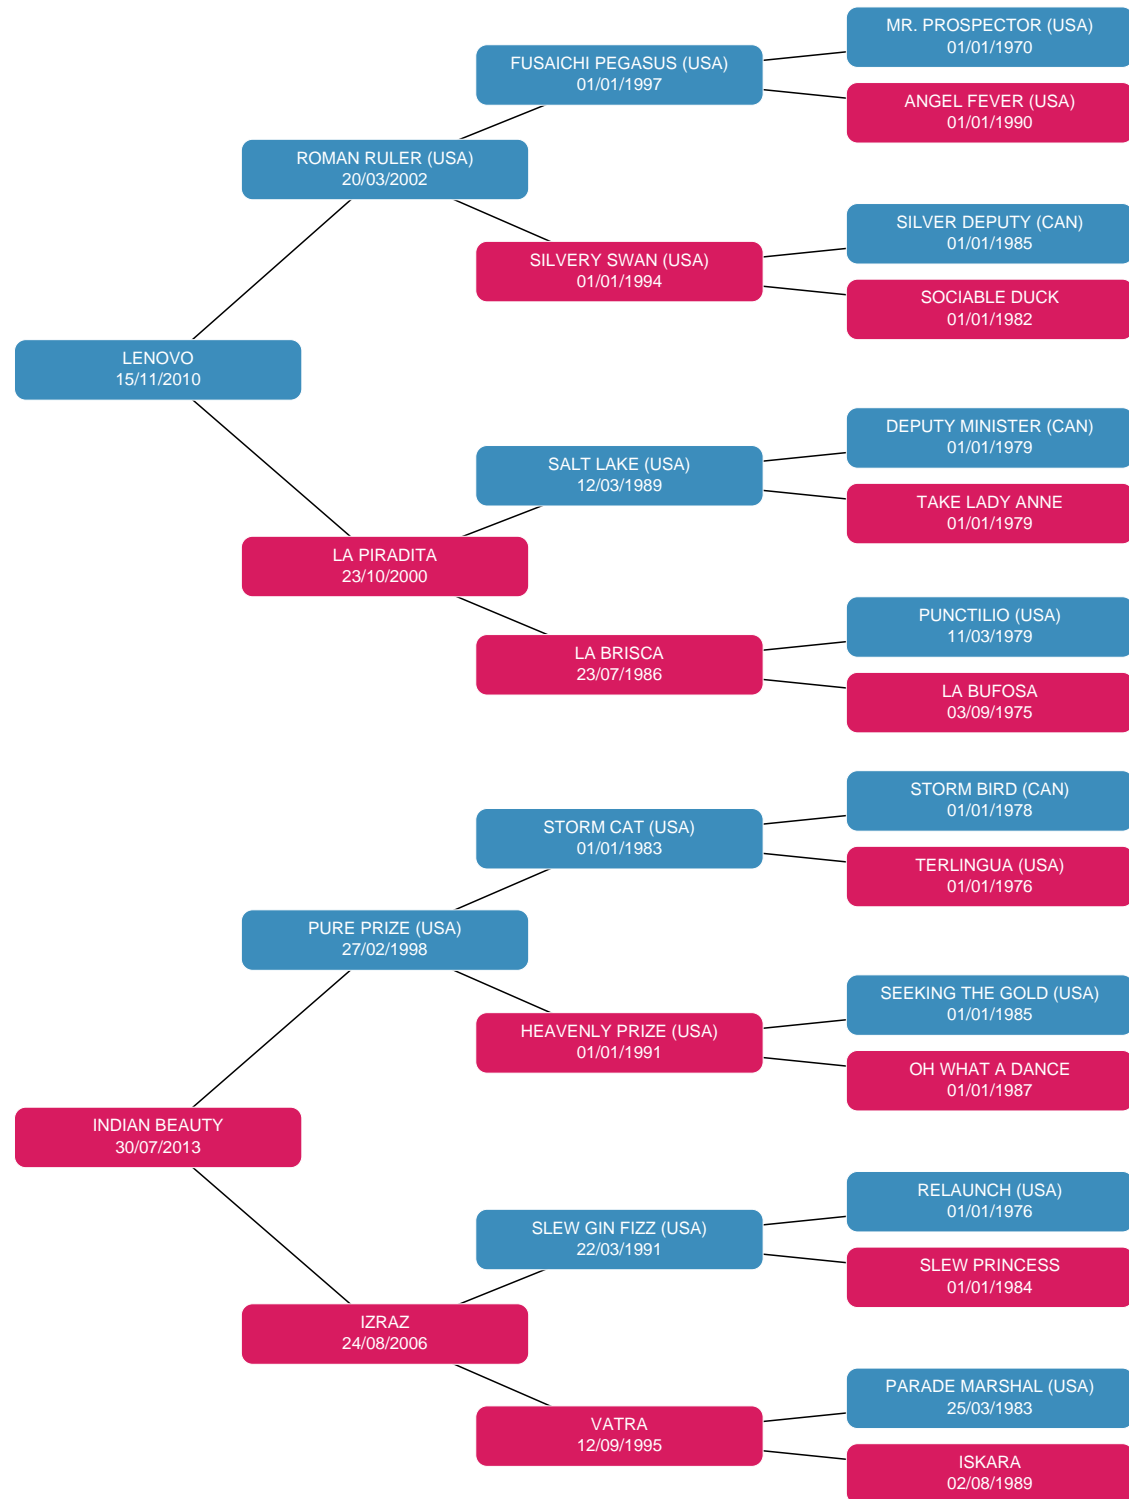 MR. PROSPECTOR (USA)
01/01/1970
FUSAICHI PEGASUS (USA)
01/01/1997
ANGEL FEVER (USA)
01/01/1990
ROMAN RULER (USA)
20/03/2002
SILVER DEPUTY (CAN)
01/01/1985
SILVERY SWAN (USA)
01/01/1994
SOCIABLE DUCK
01/01/1982
LENOVO
15/11/2010
DEPUTY MINISTER (CAN)
01/01/1979
SALT LAKE (USA)
12/03/1989
TAKE LADY ANNE
01/01/1979
LA PIRADITA
23/10/2000
PUNCTILIO (USA)
11/03/1979
LA BRISCA
23/07/1986
LA BUFOSA
03/09/1975
STORM BIRD (CAN)
01/01/1978
STORM CAT (USA)
01/01/1983
TERLINGUA (USA)
01/01/1976
PURE PRIZE (USA)
27/02/1998
SEEKING THE GOLD (USA)
01/01/1985
HEAVENLY PRIZE (USA)
01/01/1991
OH WHAT A DANCE
01/01/1987
INDIAN BEAUTY
30/07/2013
RELAUNCH (USA)
01/01/1976
SLEW GIN FIZZ (USA)
22/03/1991
SLEW PRINCESS
01/01/1984
IZRAZ
24/08/2006
PARADE MARSHAL (USA)
25/03/1983
VATRA
12/09/1995
ISKARA
02/08/1989